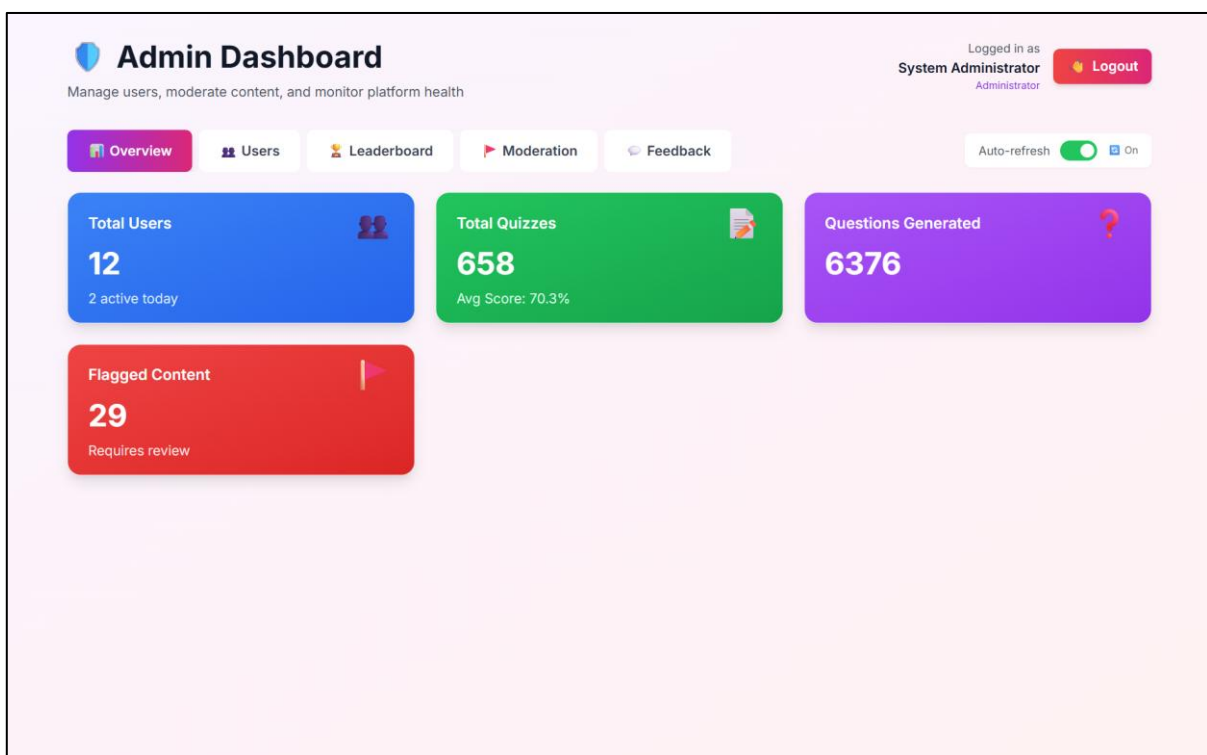 Admin Dashboard
Manage users, moderate content, and monitor platform health
Logged in as
System Administrator
Administrator
Logout
Overview
Users
Leaderboard
Moderation
Feedback
Auto-refresh
On
Total Users
12
2 active today
Total Quizzes
658
Avg Score: 70.3%
Questions Generated
6376
Flagged Content
29
Requires review